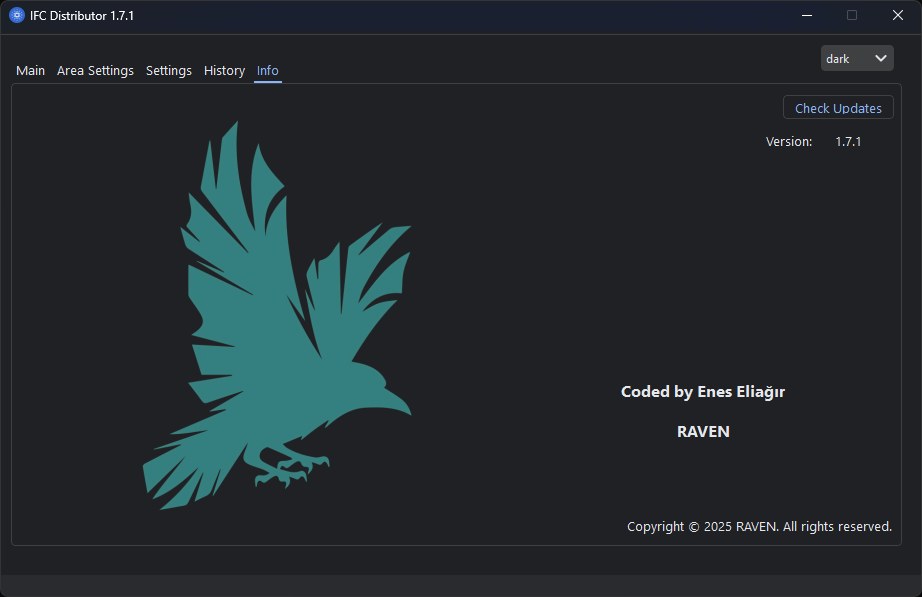 IFC Distributor 1.7.1
dark
Main Area Settings Settings History Info
Check Updates
Version: 1.7.1
Coded by Enes Eliağır
RAVEN
Copyright © 2025 RAVEN. All rights reserved.